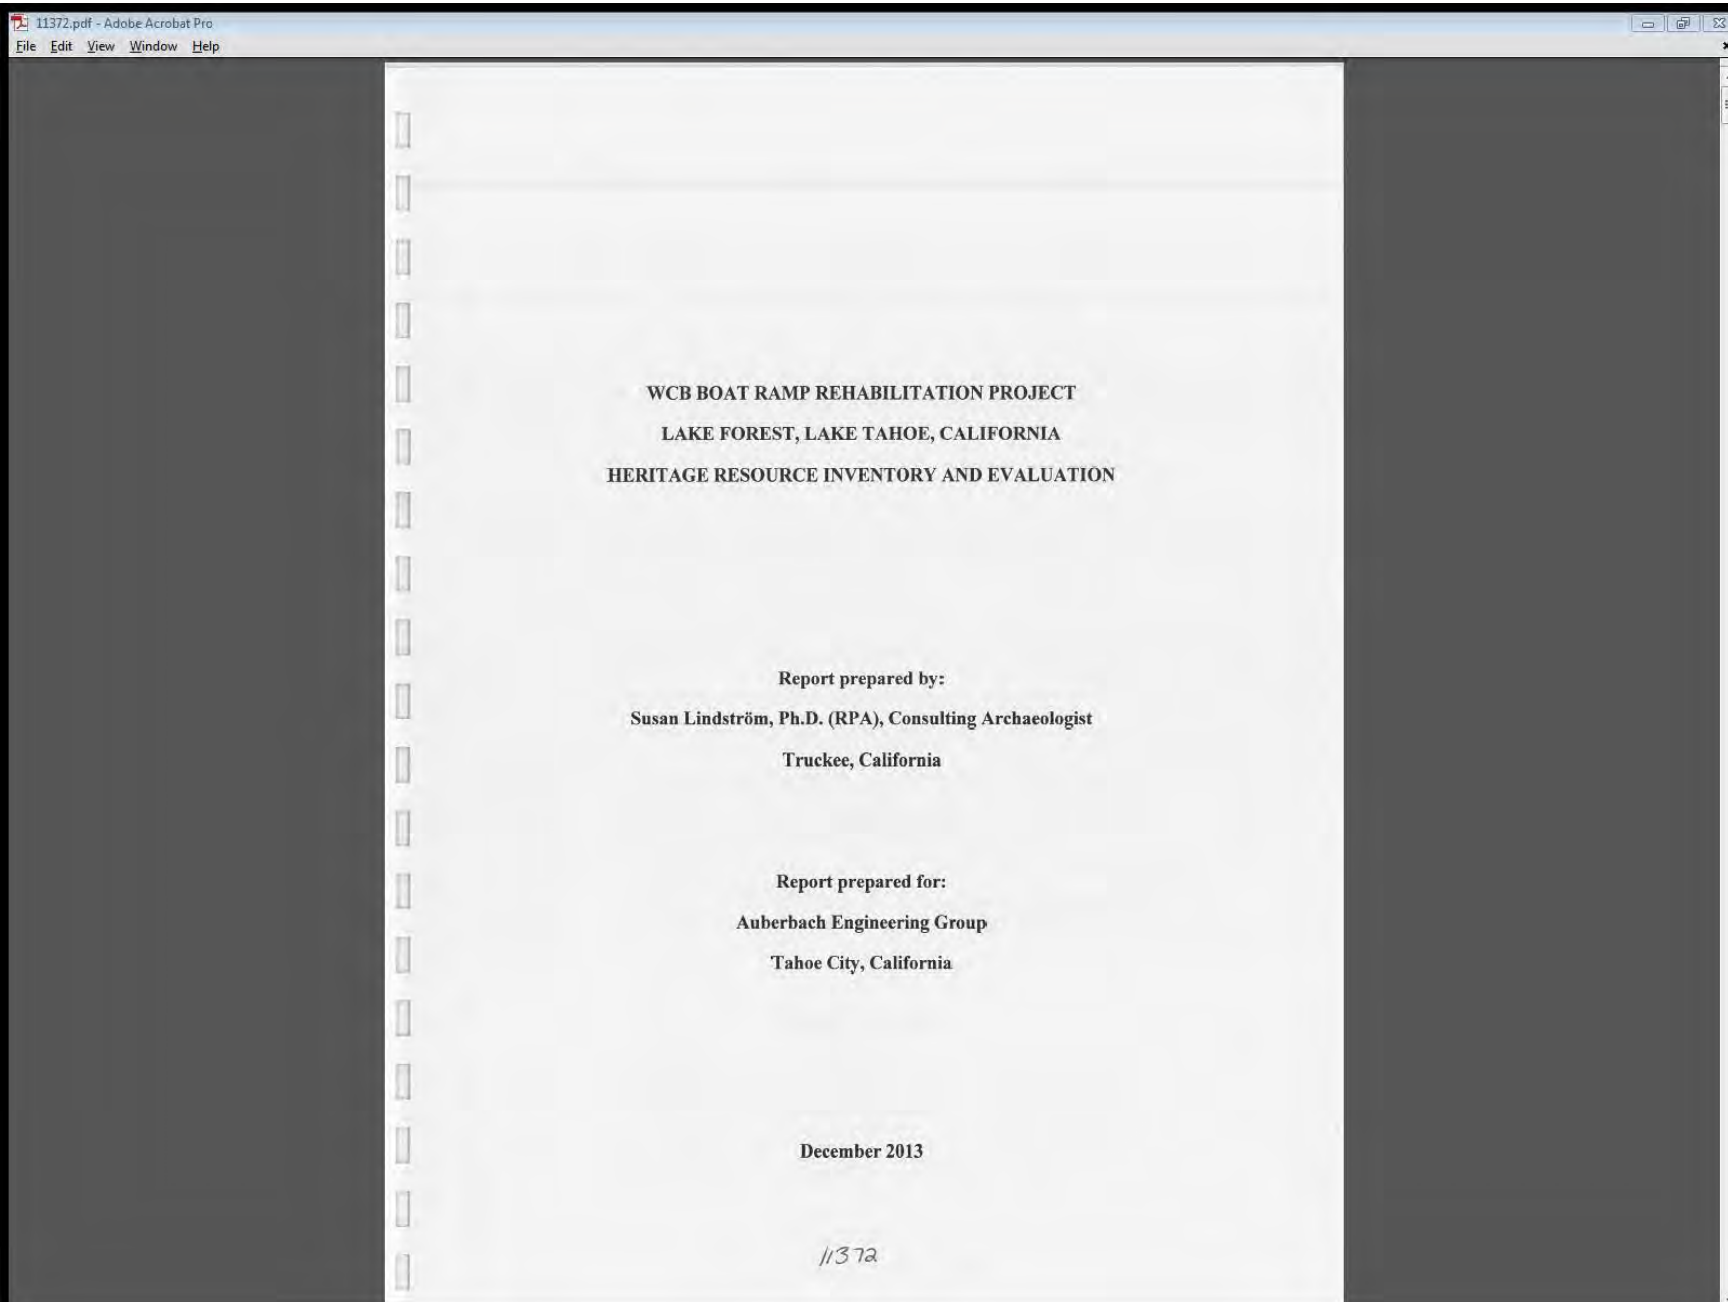 11372.pdf - Adobe Acrobat Pro
File Edit View Window Help
WCB BOAT RAMP REHABILITATION PROJECT
LAKE FOREST, LAKE TAHOE, CALIFORNIA
HERITAGE RESOURCE INVENTORY AND EVALUATION
Report prepared by:
Susan Lindström, Ph.D. (RPA), Consulting Archaeologist
Truckee, California
Report prepared for:
Auberbach Engineering Group
Tahoe City, California
December 2013
11372